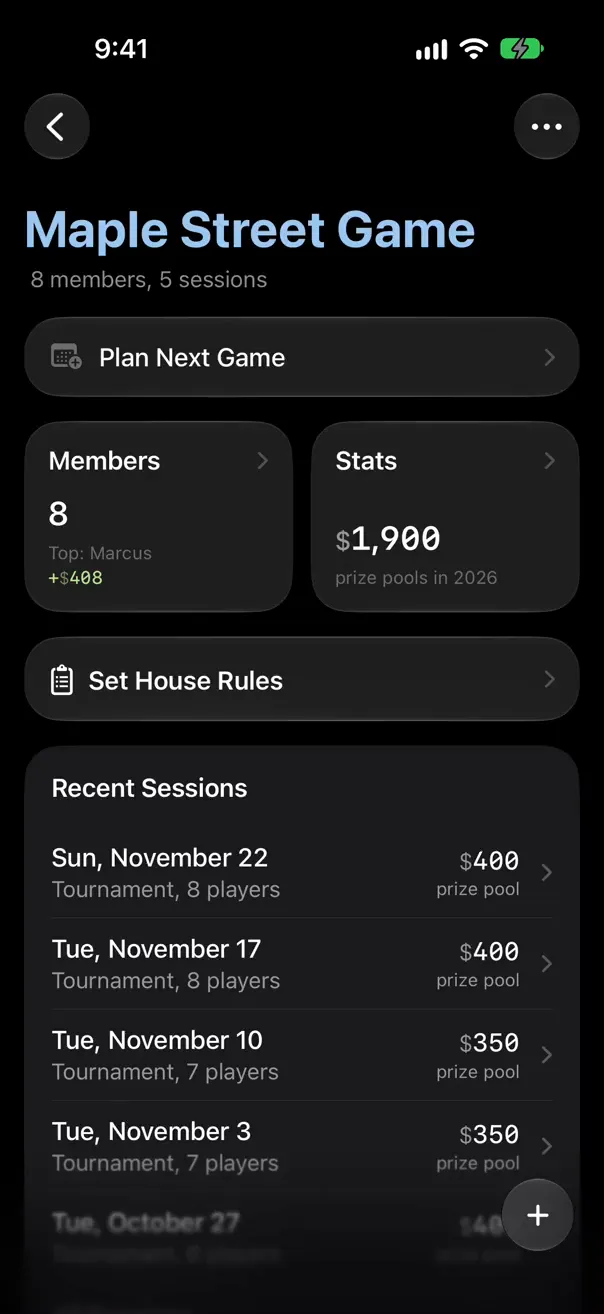 9:41
Maple Street Game
8 members, 5 sessions
Plan Next Game
Members
8
Top: Marcus
+$408
Stats
$1,900
prize pools in 2026
Set House Rules
Recent Sessions
Sun, November 22
$400
Tournament, 8 players
prize pool
Tue, November 17
$400
Tournament, 8 players
prize pool
Tue, November 10
$350
Tournament, 7 players
prize pool
Tue, November 3
$350
Tournament, 7 players
prize pool
Tue, October 27